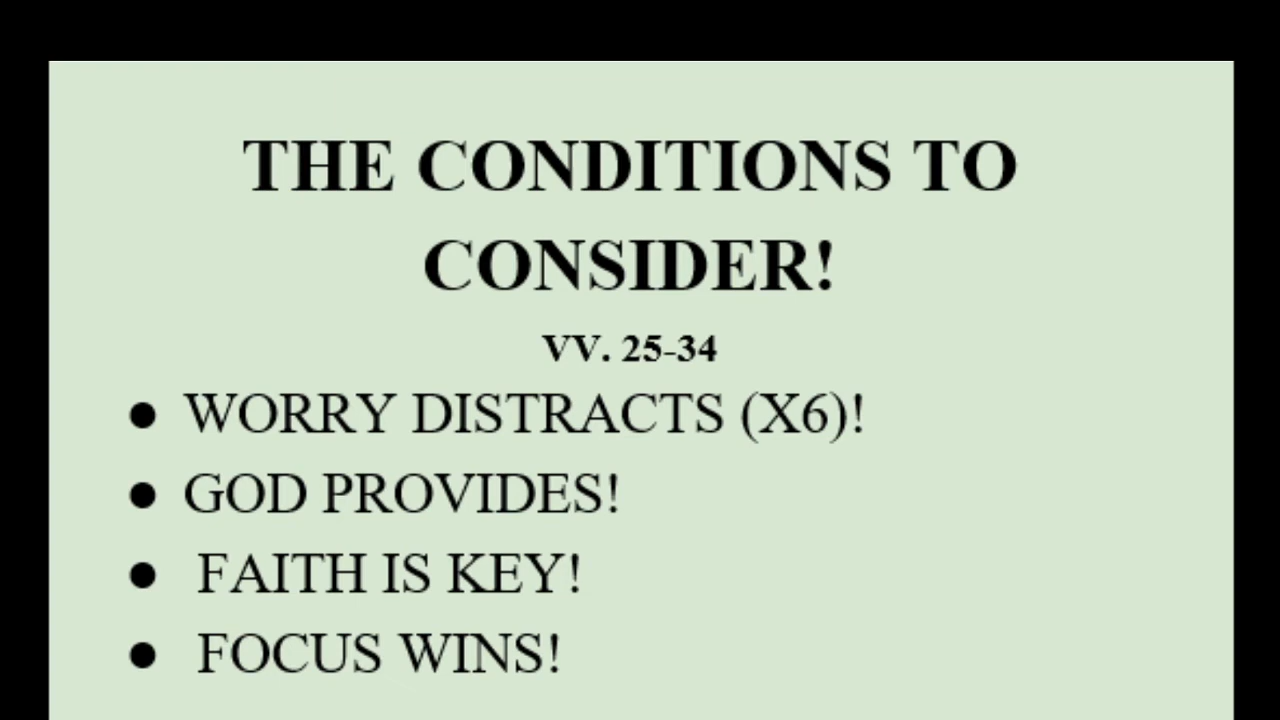 THE CONDITIONS TO
CONSIDER!
VV. 25-34
● WORRY DISTRACTS (X6)!
● GOD PROVIDES!
● FAITH IS KEY!
● FOCUS WINS!